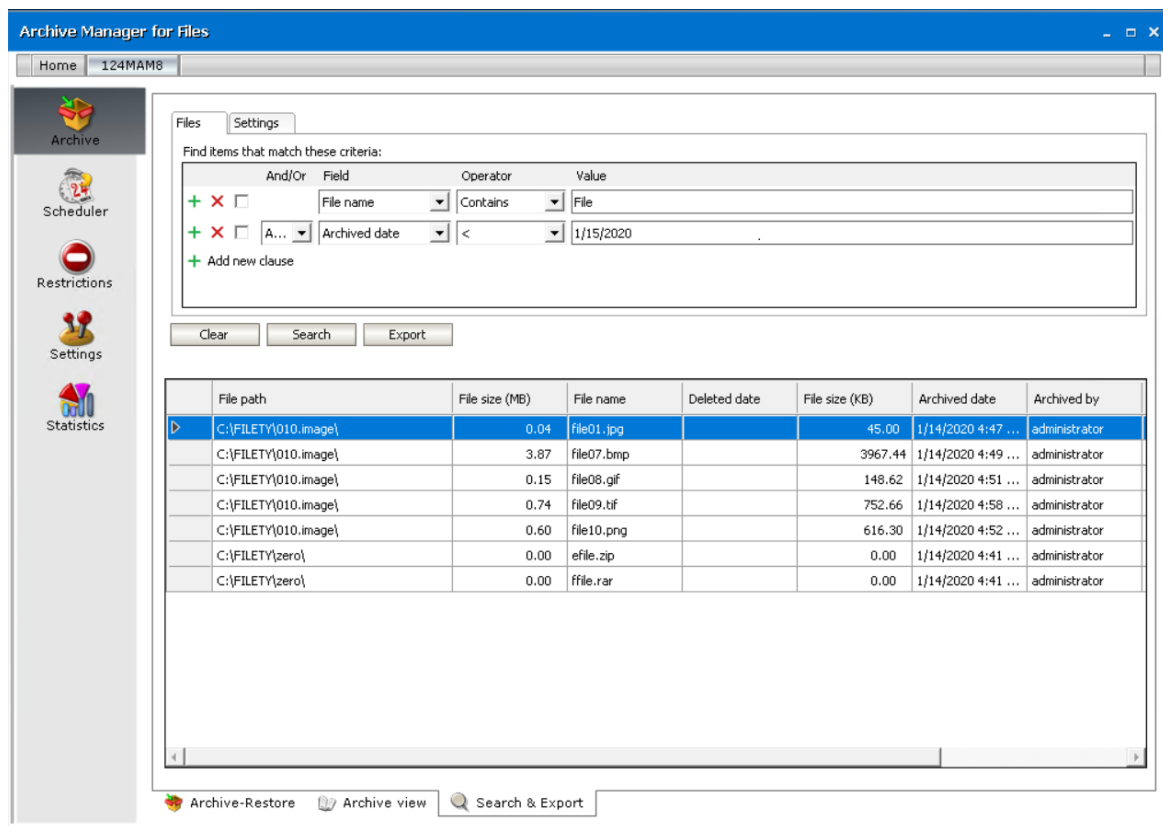 Archive Manager for Files
Home 124MAM8
Archive
Scheduler
Restrictions
Settings
Statistics
Files Settings
Find items that match these criteria:
And/Or Field Operator Value
File name Contains File
A... Archived date < 1/15/2020
Add new clause
Clear Search Export
File path File size (MB) File name Deleted date File size (KB) Archived date Archived by
C:\FILETY\010.image\ 0.04 file01.jpg 45.00 1/14/2020 4:47 ... administrator
C:\FILETY\010.image\ 3.87 file07.bmp 3967.44 1/14/2020 4:49 ... administrator
C:\FILETY\010.image\ 0.15 file08.gif 148.62 1/14/2020 4:51 ... administrator
C:\FILETY\010.image\ 0.74 file09.tif 752.66 1/14/2020 4:58 ... administrator
C:\FILETY\010.image\ 0.60 file10.png 616.30 1/14/2020 4:52 ... administrator
C:\FILETY\zero\ 0.00 efile.zip 0.00 1/14/2020 4:41 ... administrator
C:\FILETY\zero\ 0.00 ffile.rar 0.00 1/14/2020 4:41 ... administrator
Archive-Restore Archive view Search & Export